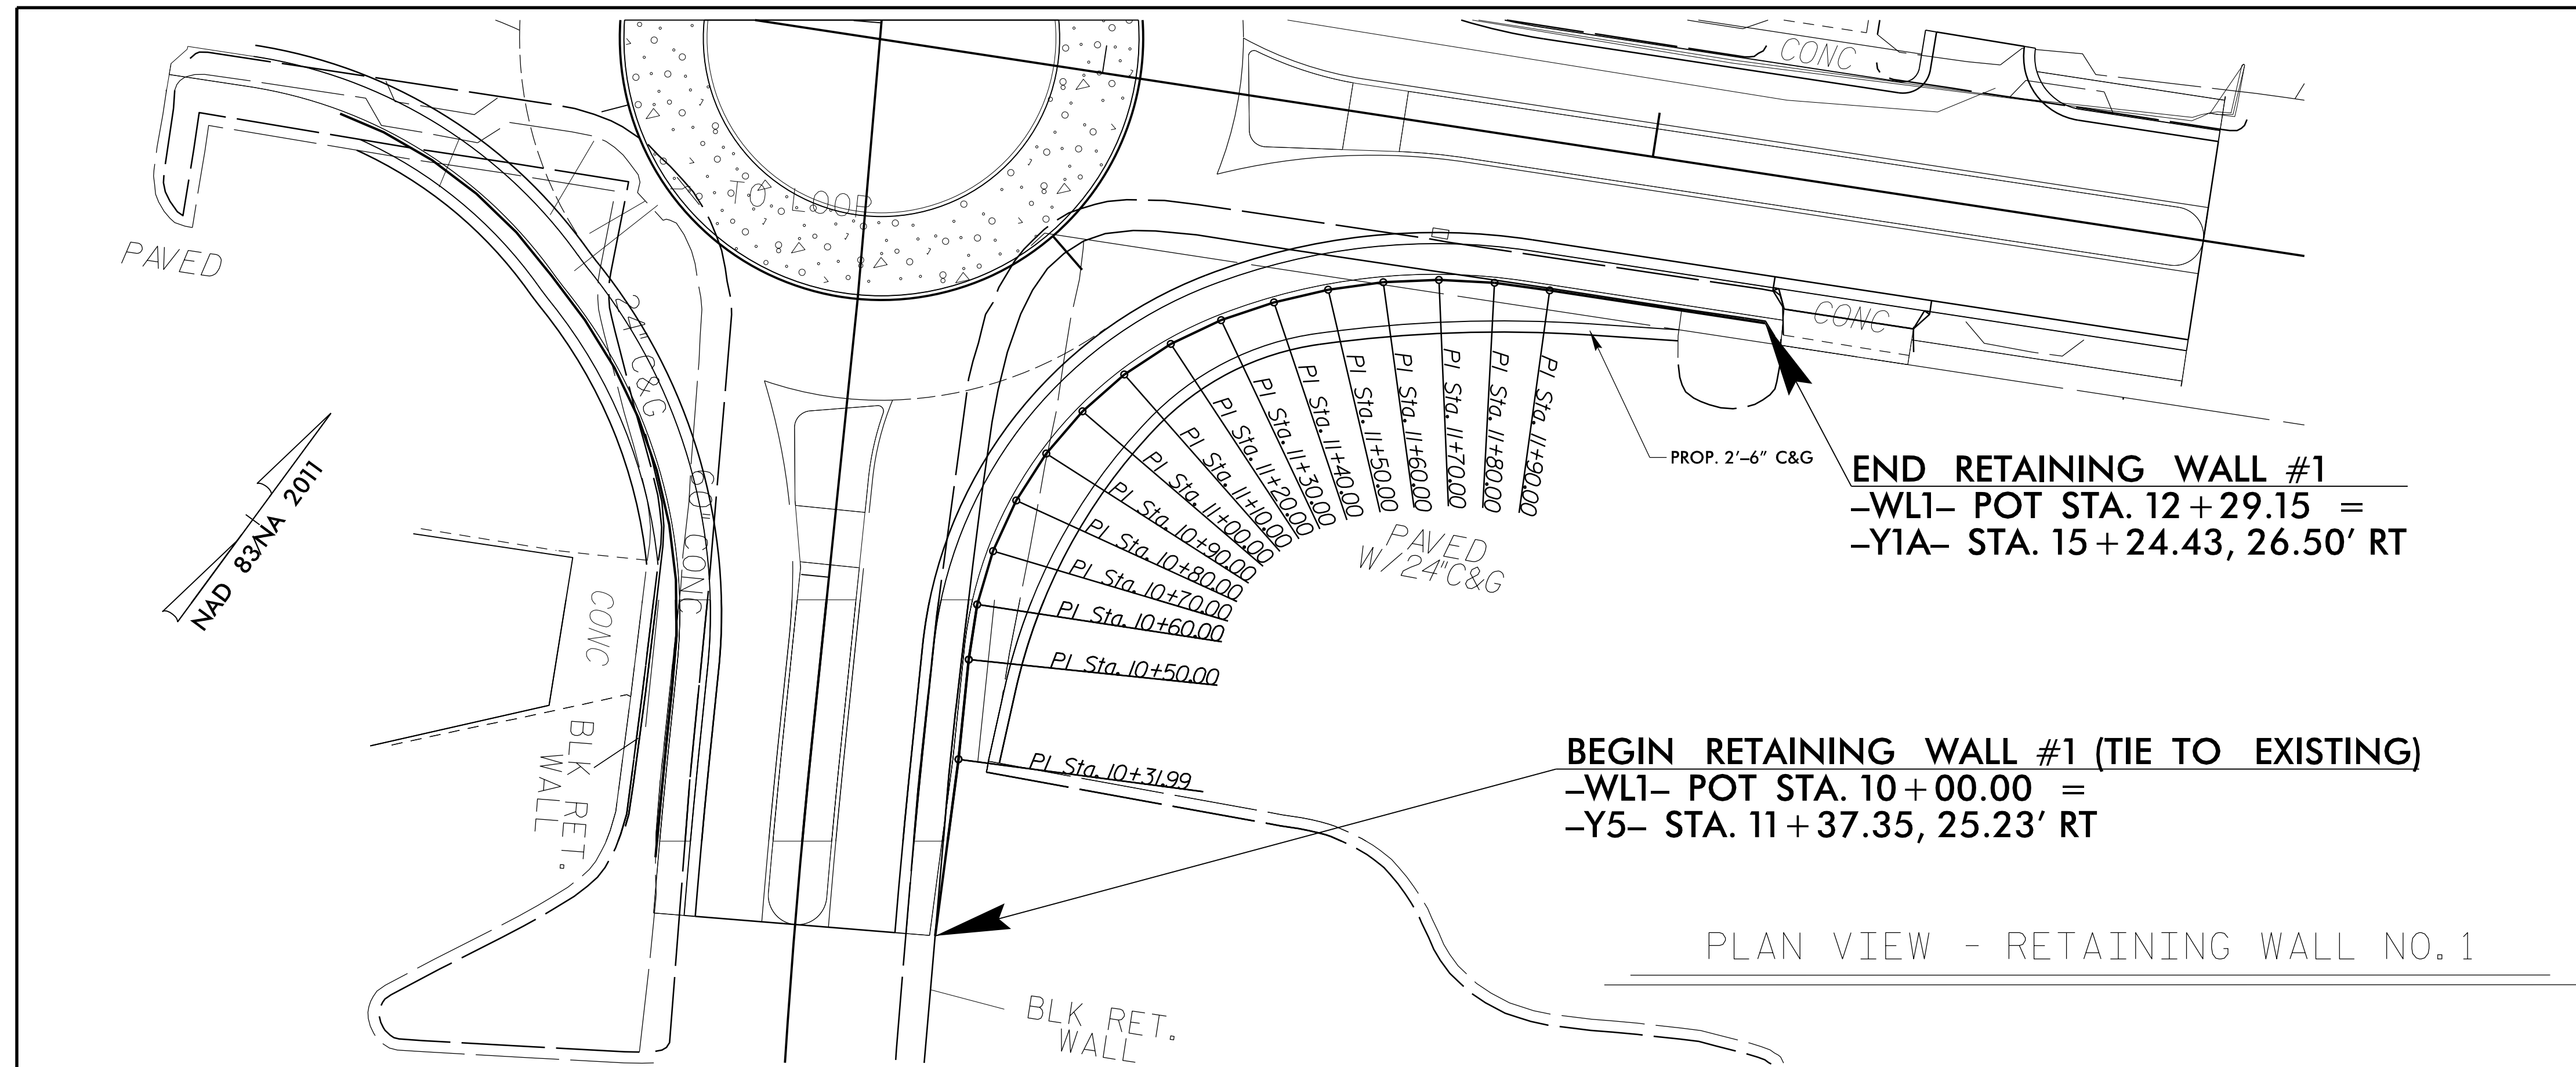 CONC
TO LOOP
PAVED
24" C&G
CONC
NAD 83/NA 2011
60" CONC
CONC
BLK RET.
WALL
PI Sta. 11+90.00
PI Sta. 11+80.00
PI Sta. 11+70.00
PI Sta. 11+60.00
PI Sta. 11+50.00
PI Sta. 11+40.00
PI Sta. 11+30.00
PI Sta. 11+20.00
PI Sta. 11+10.00
PI Sta. 11+00.00
PI Sta. 10+90.00
PI Sta. 10+80.00
PI Sta. 10+70.00
PI Sta. 10+60.00
PI Sta. 10+50.00
PI Sta. 10+31.99
PROP. 2'–6" C&G
PAVED
W/24"C&G
END RETAINING WALL #1
–WL1– POT STA. 12+29.15 =
–Y1A– STA. 15+24.43, 26.50' RT
BEGIN RETAINING WALL #1 (TIE TO EXISTING)
–WL1– POT STA. 10+00.00 =
–Y5– STA. 11+37.35, 25.23' RT
PLAN VIEW - RETAINING WALL NO. 1
BLK RET.
WALL